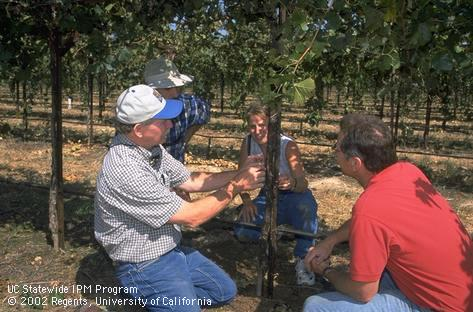 UC Statewide IPM Program
© 2002 Regents, University of California